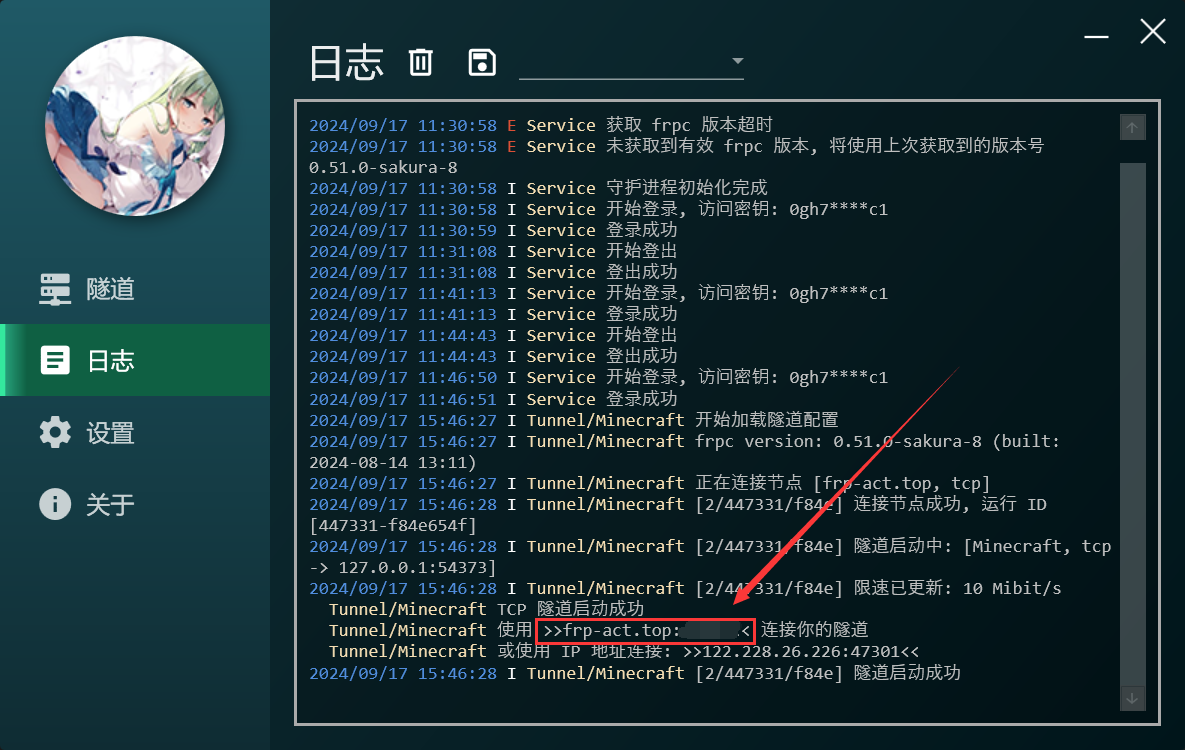 日志
隧道
日志
设置
关于
2024/09/17 11:30:58 E Service 获取 frpc 版本超时
2024/09/17 11:30:58 E Service 未获取到有效 frpc 版本, 将使用上次获取到的版本号
0.51.0-sakura-8
2024/09/17 11:30:58 I Service 守护进程初始化完成
2024/09/17 11:30:58 I Service 开始登录, 访问密钥: 0gh7****c1
2024/09/17 11:30:59 I Service 登录成功
2024/09/17 11:31:08 I Service 开始登出
2024/09/17 11:31:08 I Service 登出成功
2024/09/17 11:41:13 I Service 开始登录, 访问密钥: 0gh7****c1
2024/09/17 11:41:13 I Service 登录成功
2024/09/17 11:44:43 I Service 开始登出
2024/09/17 11:44:43 I Service 登出成功
2024/09/17 11:46:50 I Service 开始登录, 访问密钥: 0gh7****c1
2024/09/17 11:46:51 I Service 登录成功
2024/09/17 15:46:27 I Tunnel/Minecraft 开始加载隧道配置
2024/09/17 15:46:27 I Tunnel/Minecraft frpc version: 0.51.0-sakura-8 (built:
2024-08-14 13:11)
2024/09/17 15:46:27 I Tunnel/Minecraft 正在连接节点 [frp-act.top, tcp]
2024/09/17 15:46:28 I Tunnel/Minecraft [2/447331/f84e] 连接节点成功, 运行 ID
[447331-f84e654f]
2024/09/17 15:46:28 I Tunnel/Minecraft [2/447331/f84e] 隧道启动中: [Minecraft, tcp
-> 127.0.0.1:54373]
2024/09/17 15:46:28 I Tunnel/Minecraft [2/447331/f84e] 限速已更新: 10 Mibit/s
Tunnel/Minecraft TCP 隧道启动成功
Tunnel/Minecraft 使用 >>frp-act.top: << 连接你的隧道
Tunnel/Minecraft 或使用 IP 地址连接: >>122.228.26.226:47301<<
2024/09/17 15:46:28 I Tunnel/Minecraft [2/447331/f84e] 隧道启动成功